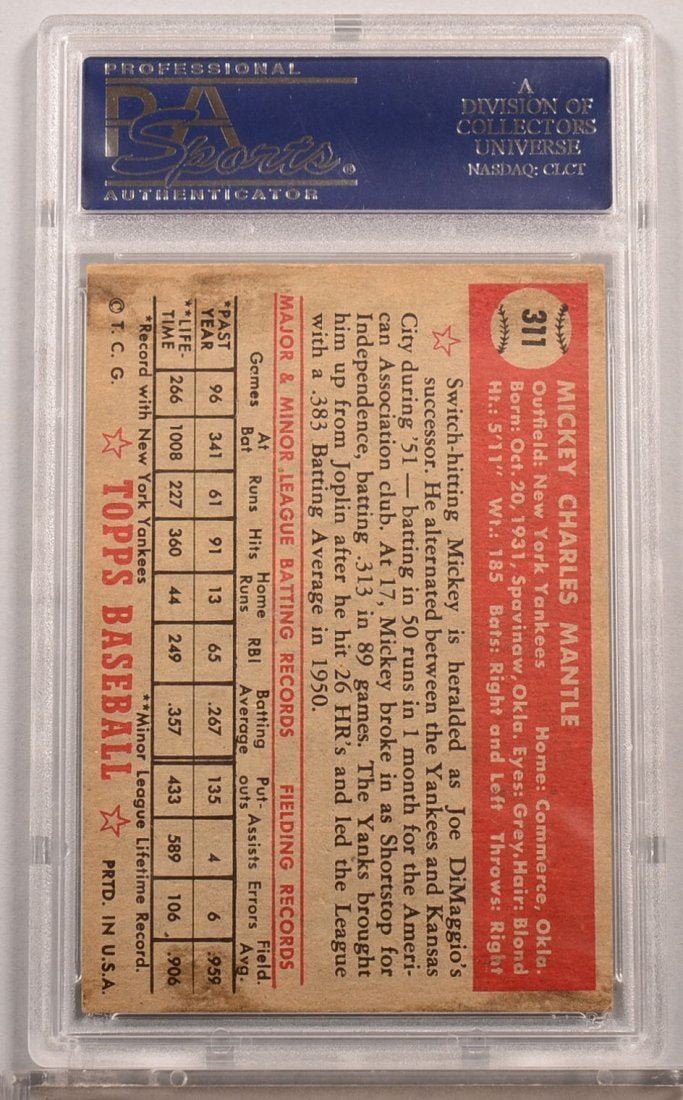 PROFESSIONAL
PSA
Sports®
AUTHENTICATOR
A
DIVISION OF
COLLECTORS
UNIVERSE
NASDAQ: CLCT
311
MICKEY CHARLES MANTLE
Outfield: New York Yankees Home: Commerce, Okla.
Born: Oct. 20, 1931, Spavinaw, Okla. Eyes: Grey, Hair: Blond
Ht.: 5'11" Wt.: 185 Bats: Right and Left Throws: Right
Switch-hitting Mickey is heralded as Joe DiMaggio's
successor. He alternated between the Yankees and Kansas
City during '51 — batting in 50 runs in 1 month for the Ameri-
can Association club. At 17, Mickey broke in as Shortstop for
Independence, batting .313 in 89 games. The Yanks brought
him up from Joplin after he hit 26 HR's and led the League
with a .383 Batting Average in 1950.
MAJOR & MINOR LEAGUE BATTING RECORDS FIELDING RECORDS
Games At Bat Runs Hits Home Runs RBI Batting Average Put-outs Assists Errors Field. Avg.
*PAST YEAR 96 341 61 91 13 65 .267 135 4 6 .959
**LIFE-TIME 266 1008 227 360 44 249 .357 433 589 106 .906
*Record with New York Yankees **Minor League Lifetime Record.
© T. C. G. TOPPS BASEBALL PRTD. IN U.S.A.